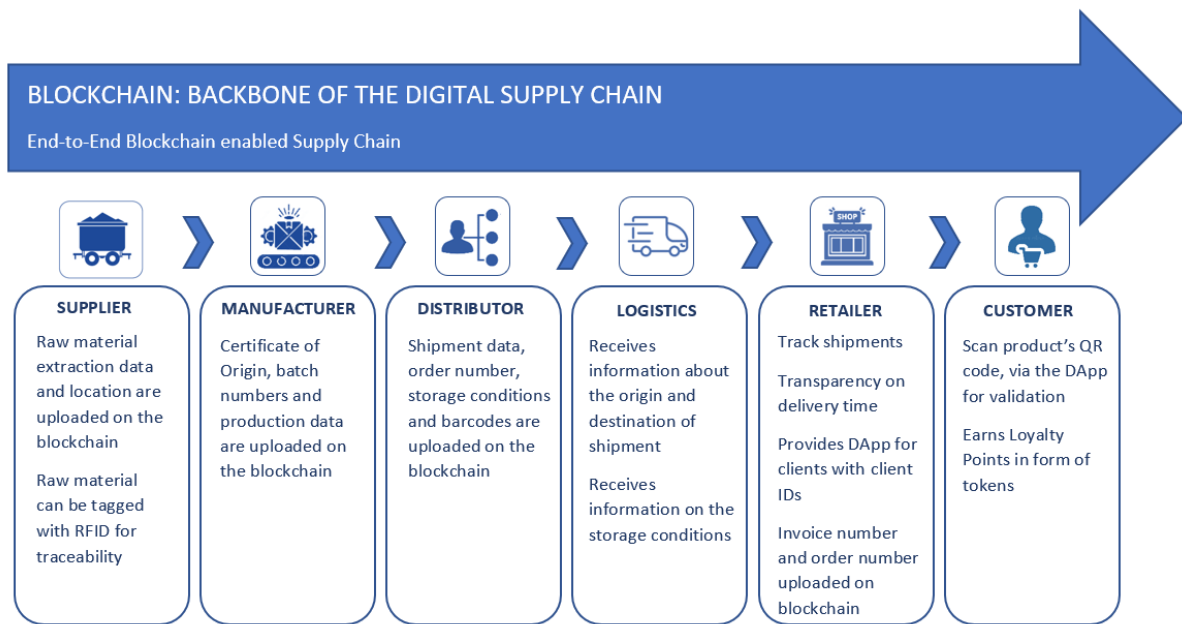 BLOCKCHAIN: BACKBONE OF THE DIGITAL SUPPLY CHAIN
End-to-End Blockchain enabled Supply Chain
SHOP
SUPPLIER
Raw material
extraction data
and location are
uploaded on the
blockchain
Raw material
can be tagged
with RFID for
traceability
MANUFACTURER
Certificate of
Origin, batch
numbers and
production data
are uploaded on
the blockchain
DISTRIBUTOR
Shipment data,
order number,
storage conditions
and barcodes are
uploaded on the
blockchain
LOGISTICS
Receives
information about
the origin and
destination of
shipment
Receives
information on the
storage conditions
RETAILER
Track shipments
Transparency on
delivery time
Provides DApp for
clients with client
IDs
Invoice number
and order number
uploaded on
blockchain
CUSTOMER
Scan product’s QR
code, via the DApp
for validation
Earns Loyalty
Points in form of
tokens